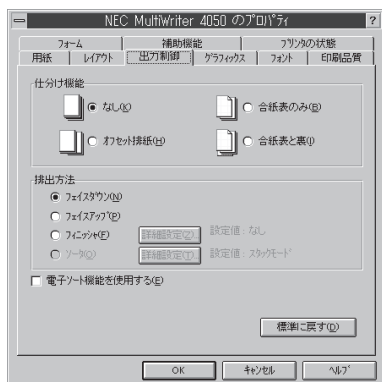 NEC MultiWriter 4050 のﾌﾟﾛﾊﾟﾃｨ ?
フォーム 補助機能 プリンタの状態
用紙 ﾚｲｱｳﾄ 出力制御 ｸﾞﾗﾌｨｯｸｽ ﾌｫﾝﾄ 印刷品質
仕分け機能
なし(X) 合紙表のみ(B)
ｵﾌｾｯﾄ排紙(H) 合紙表と裏(I)
排出方法
ﾌｪｲｽﾀﾞｳﾝ(N)
ﾌｪｲｽｱｯﾌﾟ(P)
ﾌｨﾆｯｼｬ(F) 詳細設定(Z) 設定値 : なし
ｿｰﾀ(O) 詳細設定(T) 設定値 : ｽﾀｯｸﾓｰﾄﾞ
電子ｿｰﾄ機能を使用する(E)
標準に戻す(D)
OK ｷｬﾝｾﾙ ﾍﾙﾌﾟ